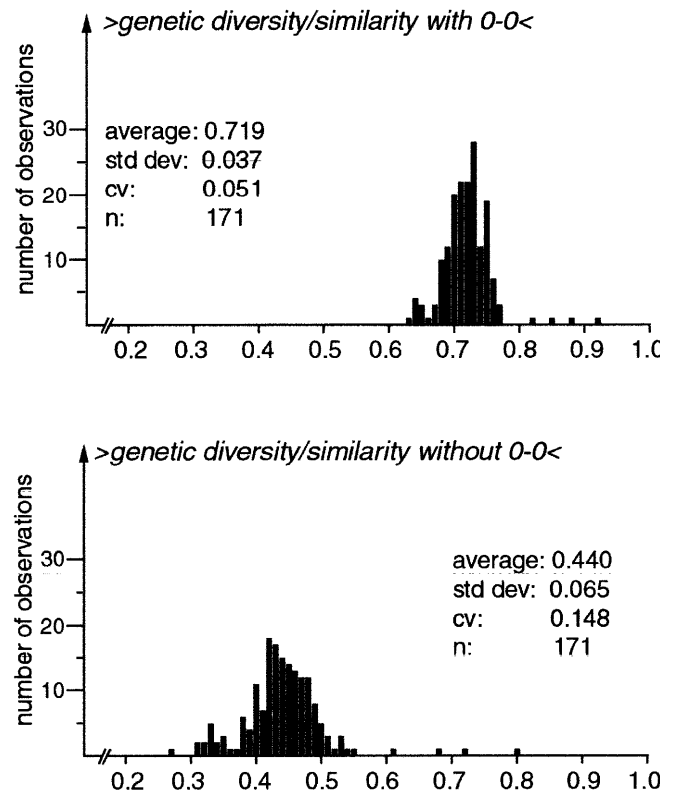 >genetic diversity/similarity with 0-0<
number of observations
average: 0.719
std dev: 0.037
cv: 0.051
n: 171
30
20
10
0.2 0.3 0.4 0.5 0.6 0.7 0.8 0.9 1.0
>genetic diversity/similarity without 0-0<
number of observations
average: 0.440
std dev: 0.065
cv: 0.148
n: 171
30
20
10
0.2 0.3 0.4 0.5 0.6 0.7 0.8 0.9 1.0